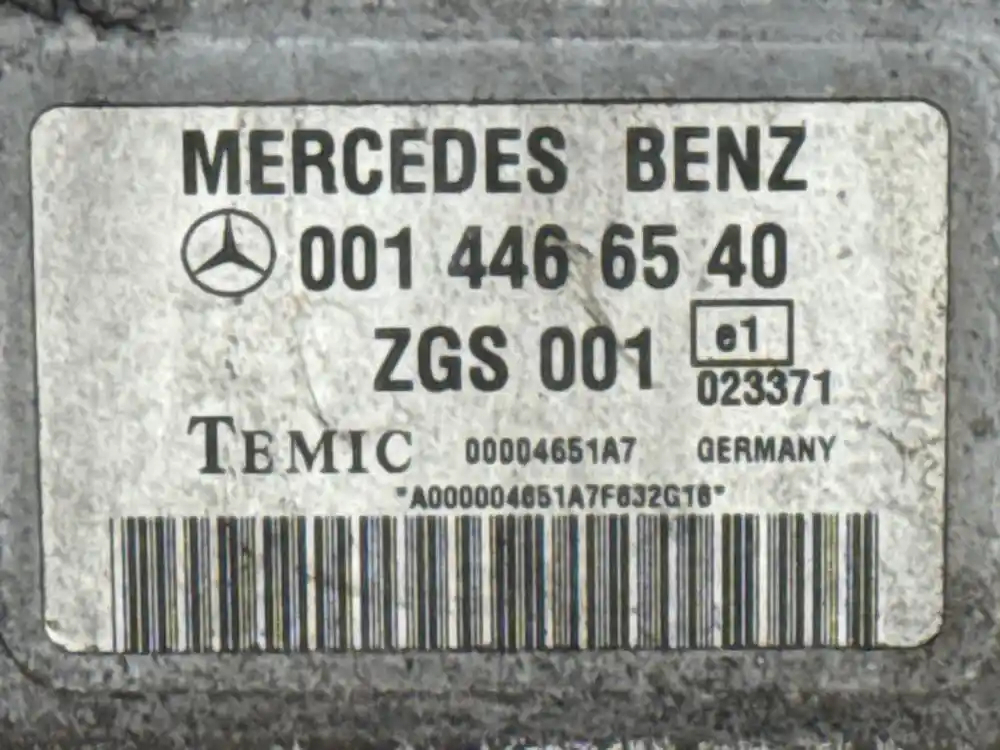 MERCEDES BENZ
001 446 65 40
ZGS 001 e1
023371
TEMIC 00004651A7 GERMANY
*A000004651A7F632G16*